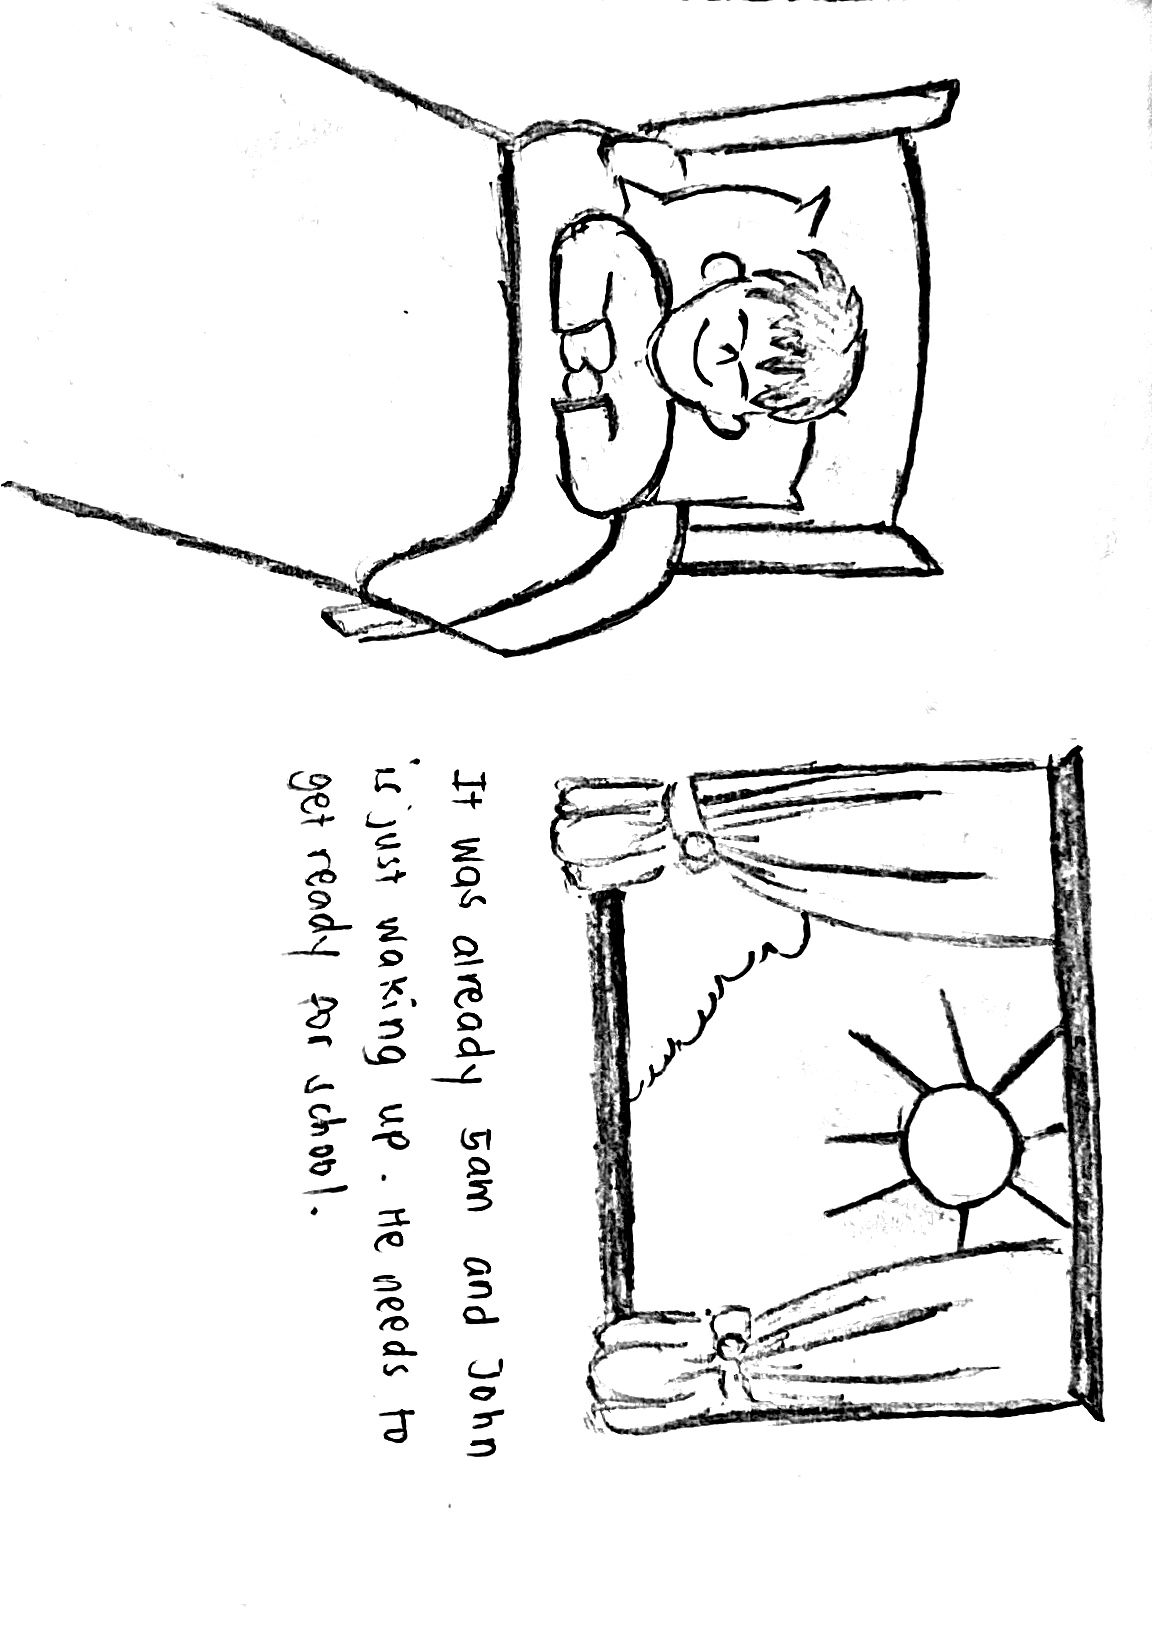 It was already 5am and John
is just waking up. He needs to
get ready for school.